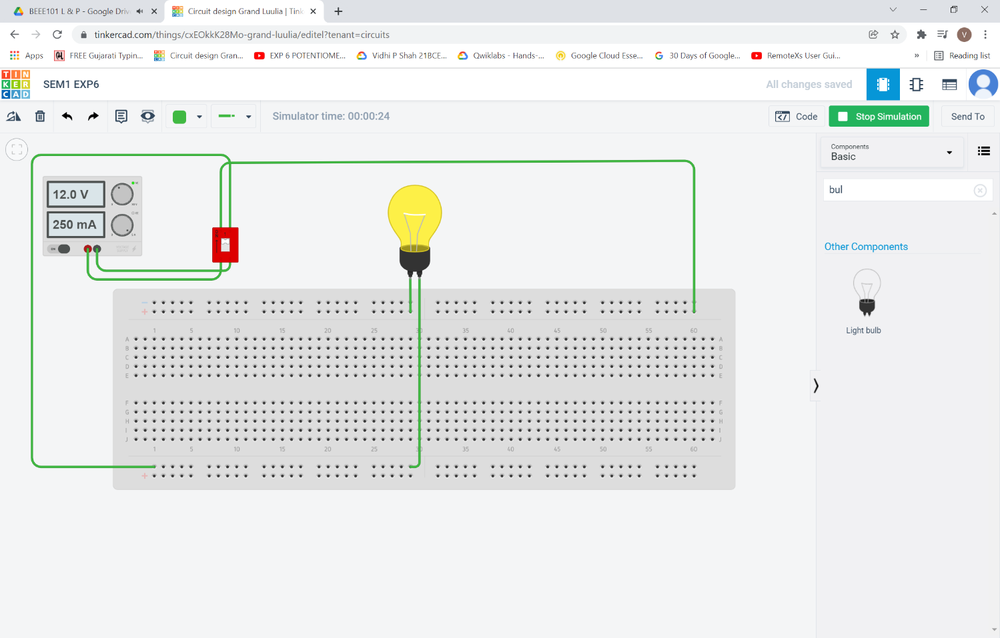 BEEE101 L & P - Google Driv
Circuit design Grand Luulia | Tink
tinkercad.com/things/cxEOkkK28Mo-grand-luulia/editel?tenant=circuits
V
Apps
FREE Gujarati Typin...
Circuit design Gran...
EXP 6 POTENTIOME...
Vidhi P Shah 21BCE...
Qwiklabs - Hands-...
Google Cloud Esse...
30 Days of Google...
RemoteXs User Gui...
»
Reading list
TIN
KER
CAD
SEM1 EXP6
All changes saved
Simulator time: 00:00:24
Code
Stop Simulation
Send To
Components
Basic
bul
Other Components
Light bulb
12.0 V
250 mA
ON
1 5 10 15 20 25 30 35 40 45 50 55 60
A A
B B
C C
D D
E E
F F
G G
H H
I I
J J
1 5 10 15 20 25 30 35 40 45 50 55 60